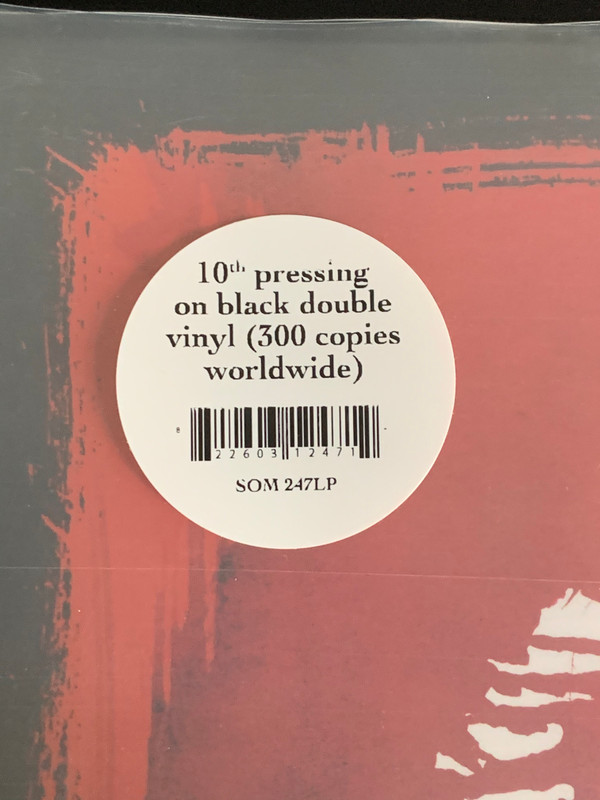 10th pressing
on black double
vinyl (300 copies
worldwide)
8 22603 12471
SOM 247LP